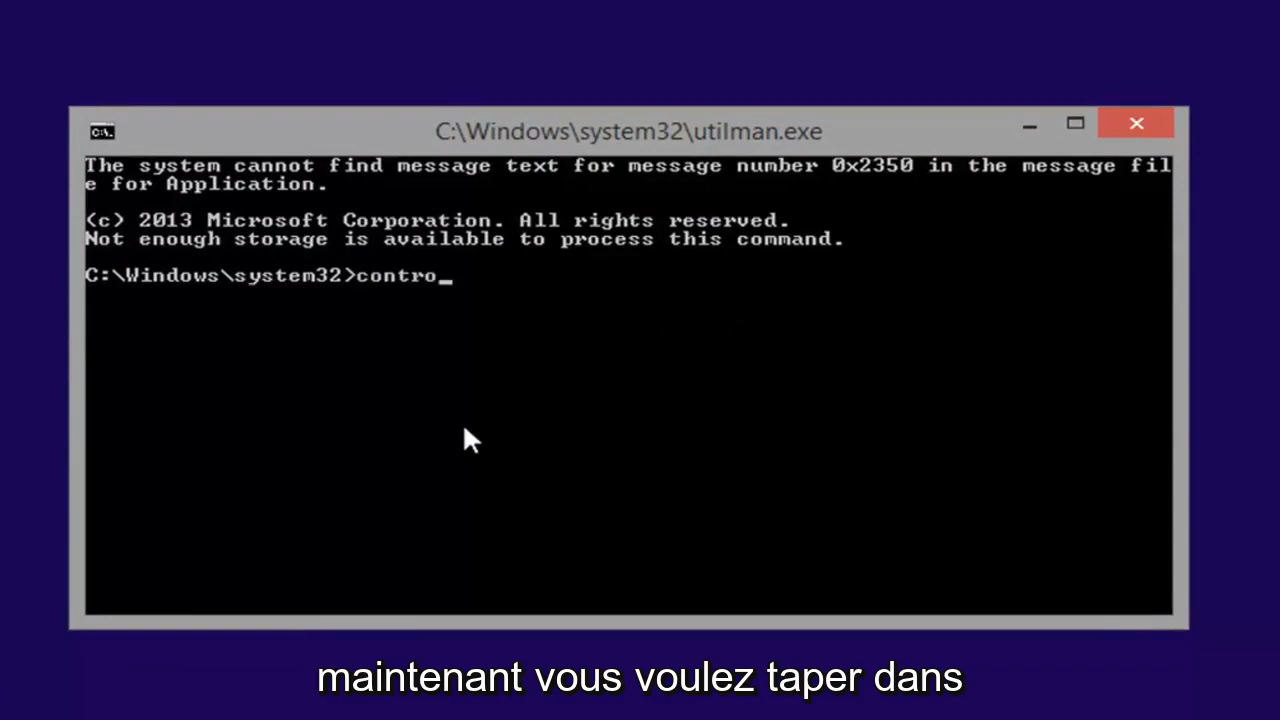 C:\Windows\system32\utilman.exe
The system cannot find message text for message number 0x2350 in the message fil
e for Application.
(c) 2013 Microsoft Corporation. All rights reserved.
Not enough storage is available to process this command.
C:\Windows\system32>contro_
maintenant vous voulez taper dans